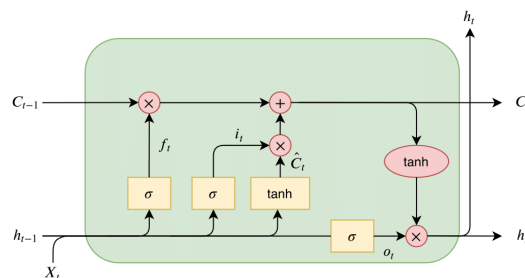 h_t
C_{t-1} × + C
f_t i_t × Ĉ_t tanh
σ σ tanh
h_{t-1} σ o_t × h
X_t